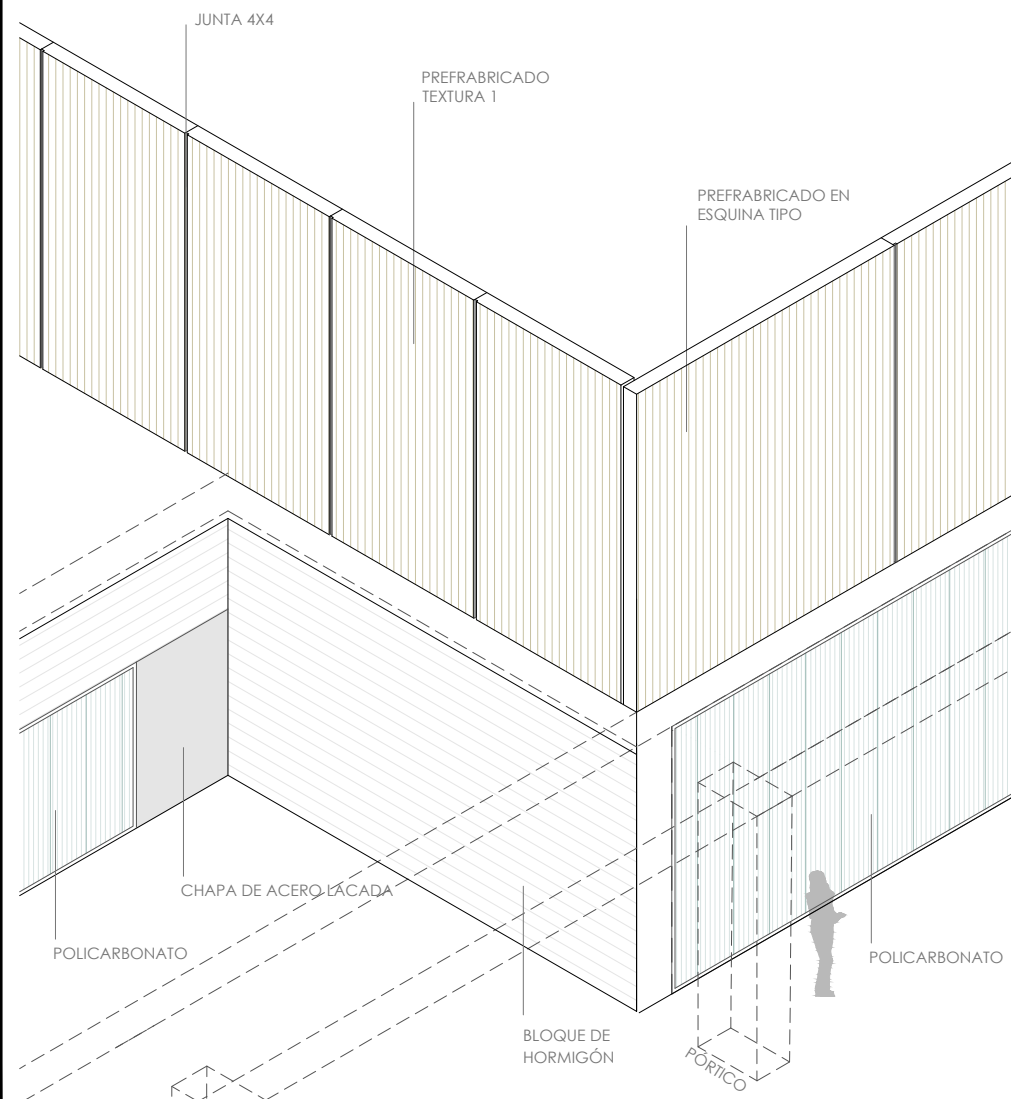 JUNTA 4X4
PREFRABRICADO
TEXTURA 1
PREFRABRICADO EN
ESQUINA TIPO
CHAPA DE ACERO LACADA
POLICARBONATO
POLICARBONATO
BLOQUE DE
HORMIGÓN
PÓRTICO